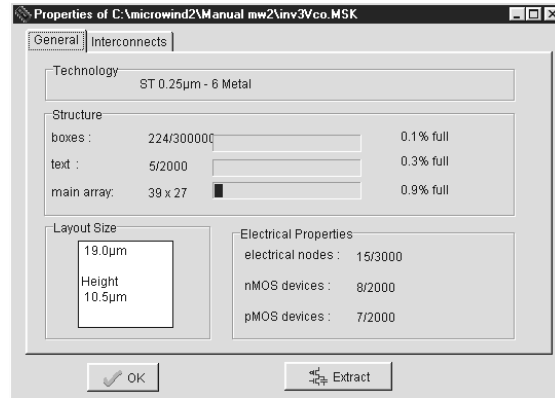 Properties of C:\microwind2\Manual mw2\inv3Vco.MSK
General Interconnects
Technology
ST 0.25µm - 6 Metal
Structure
boxes : 224/300000 0.1% full
text : 5/2000 0.3% full
main array: 39 x 27 0.9% full
Layout Size
19.0µm
Height
10.5µm
Electrical Properties
electrical nodes : 15/3000
nMOS devices : 8/2000
pMOS devices : 7/2000
OK
Extract